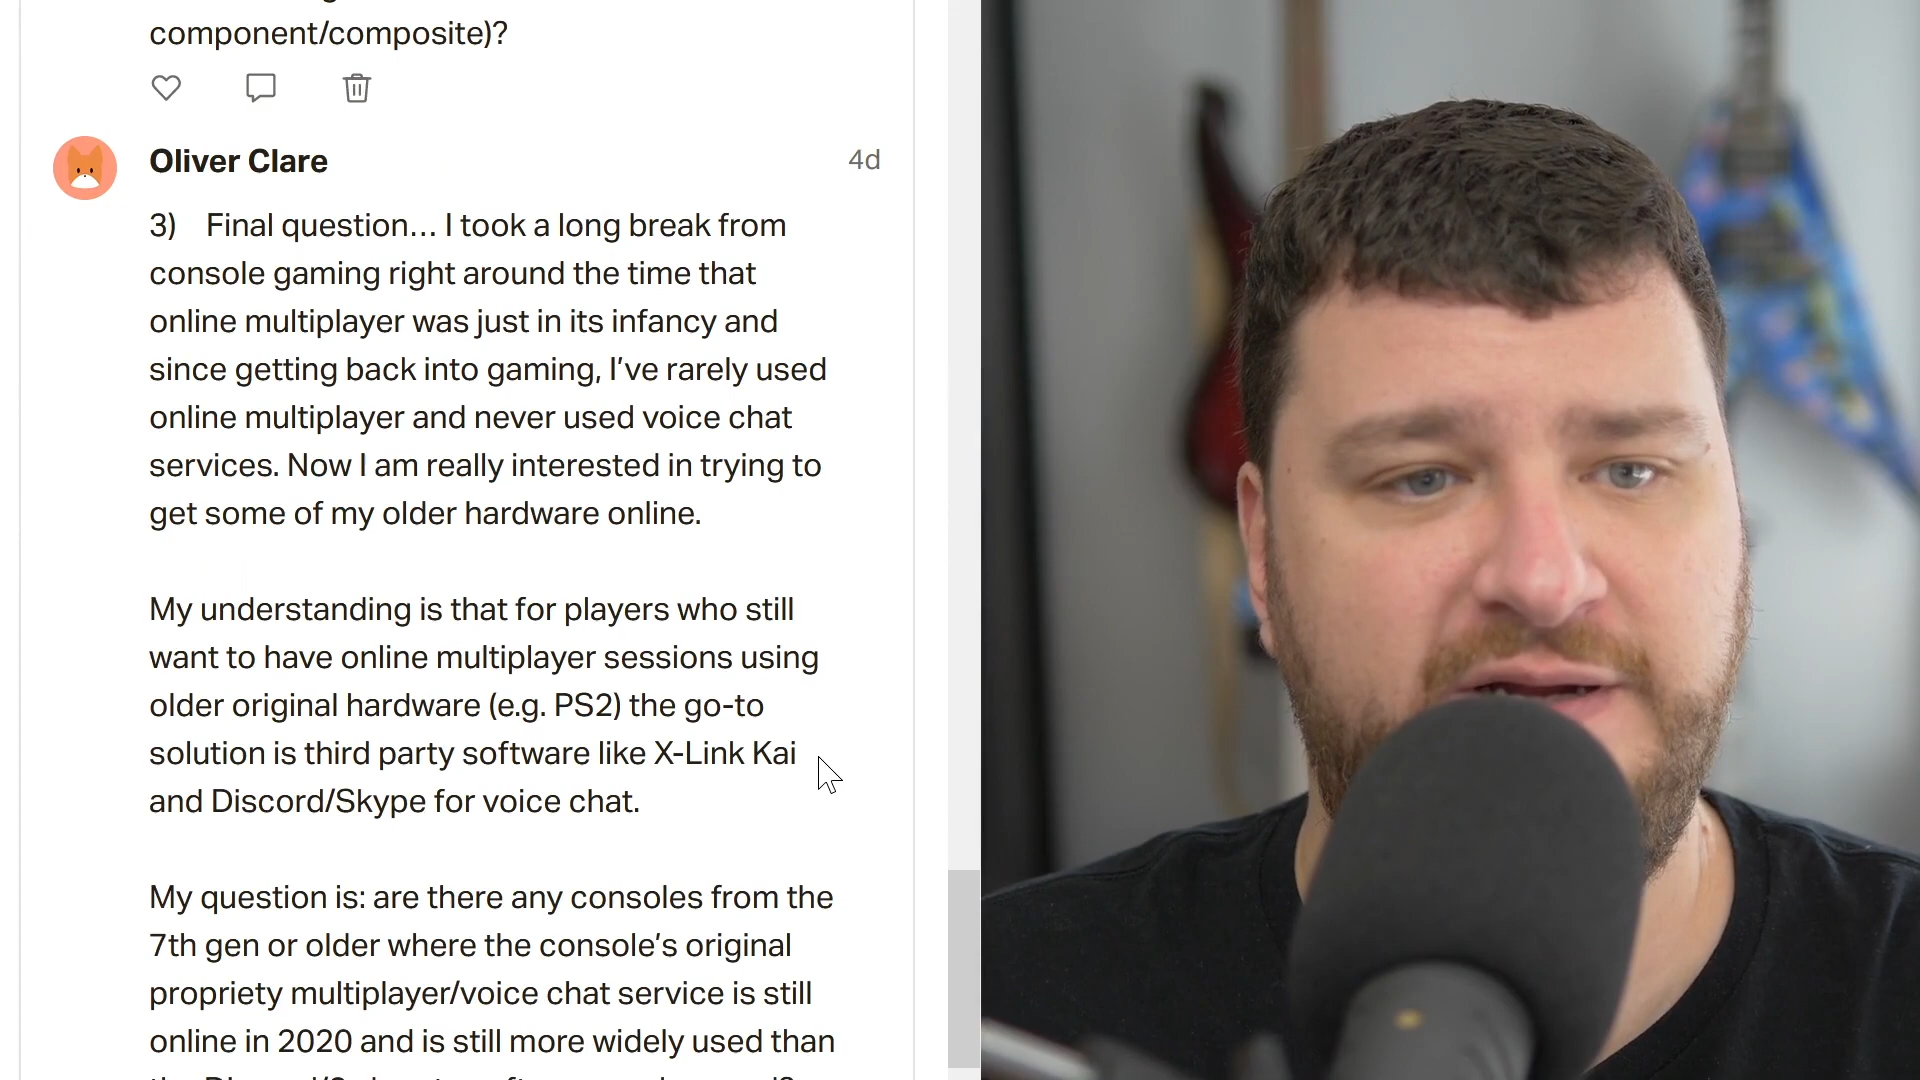 component/composite)?
Oliver Clare
4d
3) Final question... I took a long break from
console gaming right around the time that
online multiplayer was just in its infancy and
since getting back into gaming, I've rarely used
online multiplayer and never used voice chat
services. Now I am really interested in trying to
get some of my older hardware online.
My understanding is that for players who still
want to have online multiplayer sessions using
older original hardware (e.g. PS2) the go-to
solution is third party software like X-Link Kai
and Discord/Skype for voice chat.
My question is: are there any consoles from the
7th gen or older where the console's original
propriety multiplayer/voice chat service is still
online in 2020 and is still more widely used than